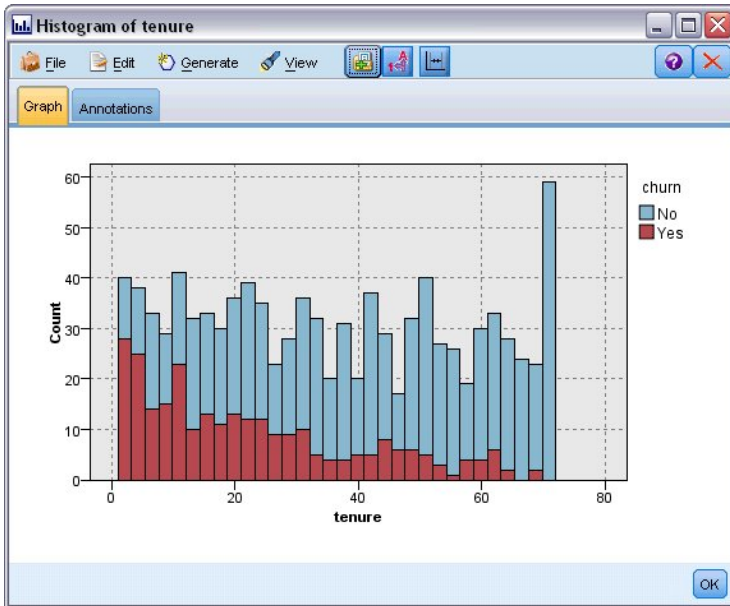 Histogram of tenure
File Edit Generate View
Graph Annotations
60
50
40
30
20
10
0
Count
0 20 40 60 80
tenure
churn
No
Yes
OK